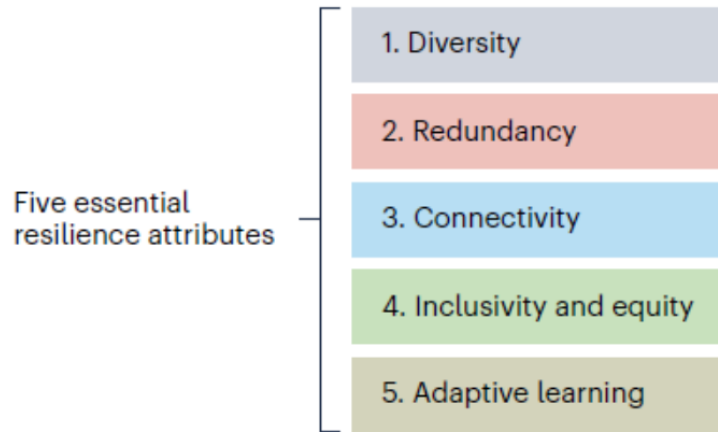 Five essential
resilience attributes
1. Diversity
2. Redundancy
3. Connectivity
4. Inclusivity and equity
5. Adaptive learning